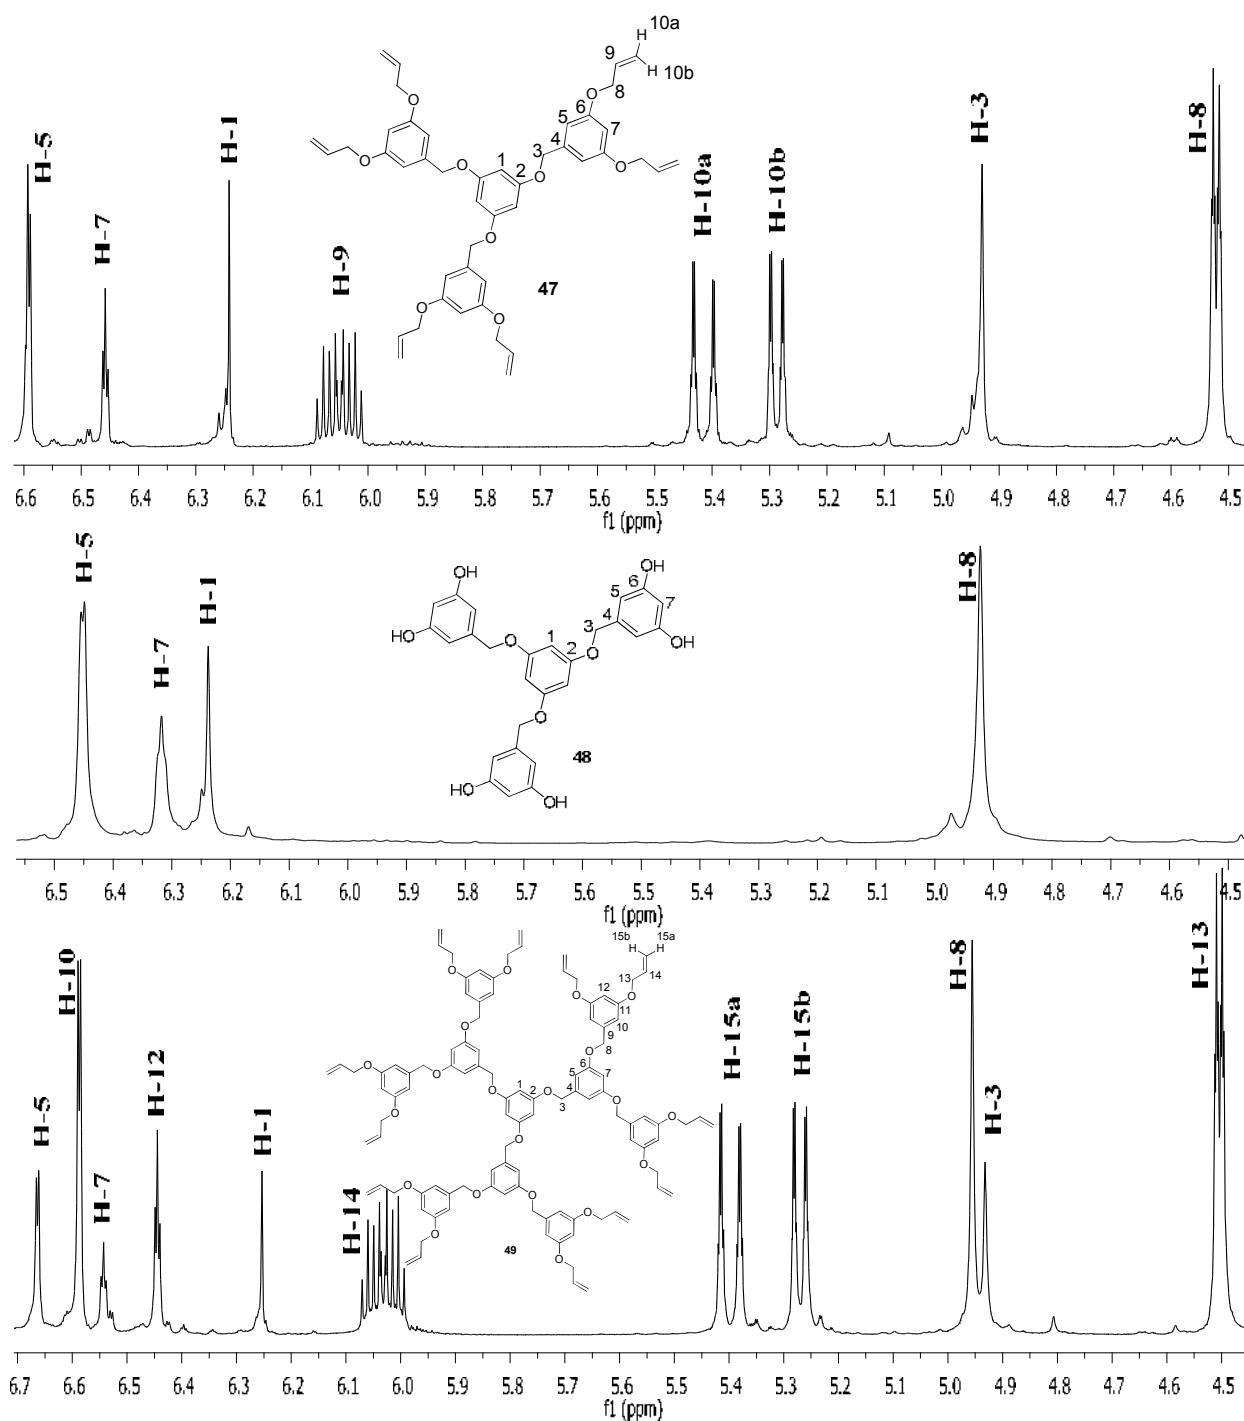 10a
H
9
H
10b
8
O
6
O
5
7
4
3
O
O
1
O
2
O
O
O
O
47
H-5
H-7
H-1
H-9
H-10a
H-10b
H-3
H-8
6.6 6.5 6.4 6.3 6.2 6.1 6.0 5.9 5.8 5.7 5.6 5.5 5.4 5.3 5.2 5.1 5.0 4.9 4.8 4.7 4.6 4.5
f1 (ppm)
H-5
H-7
H-1
H-8
OH
OH
6
5
7
4
3
HO
O
1
O
2
OH
O
48
HO
OH
6.5 6.4 6.3 6.2 6.1 6.0 5.9 5.8 5.7 5.6 5.5 5.4 5.3 5.2 5.1 5.0 4.9 4.8 4.7 4.6 4.5
f1 (ppm)
H-5
H-10
H-7
H-12
H-1
H-14
H-15a
H-15b
H-8
H-3
H-13
15b 15a
H H
13
14
O
O
O
O
12
11
10
9
8
O
O
O
6
5
7
4
3
O
O
O
1
2
O
O
O
O
O
O
O
O
O
O
O
O
O
O
49
6.7 6.6 6.5 6.4 6.3 6.2 6.1 6.0 5.9 5.8 5.7 5.6 5.5 5.4 5.3 5.2 5.1 5.0 4.9 4.8 4.7 4.6 4.5
f1 (ppm)